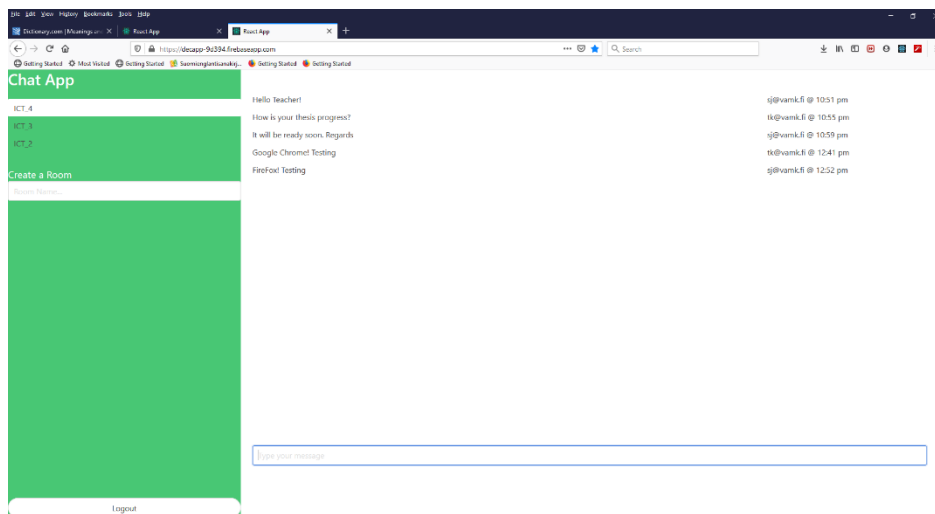 File Edit View History Bookmarks Tools Help
Dictionary.com | Meanings an React App React App
https://decapp-9d394.firebaseapp.com Search
Getting Started Most Visited Getting Started Getting Started Getting Started
Chat App
ICT_4
ICT_3
ICT_2
Create a Room
Room Name...
Hello Teacher! sj@vamk.fi @ 10:51 pm
How is your thesis progress? tk@vamk.fi @ 10:55 pm
It will be ready soon. Regards sj@vamk.fi @ 10:59 pm
Google Chrome! Testing tk@vamk.fi @ 12:41 pm
FireFox! Testing sj@vamk.fi @ 12:52 pm
Type your message
Logout